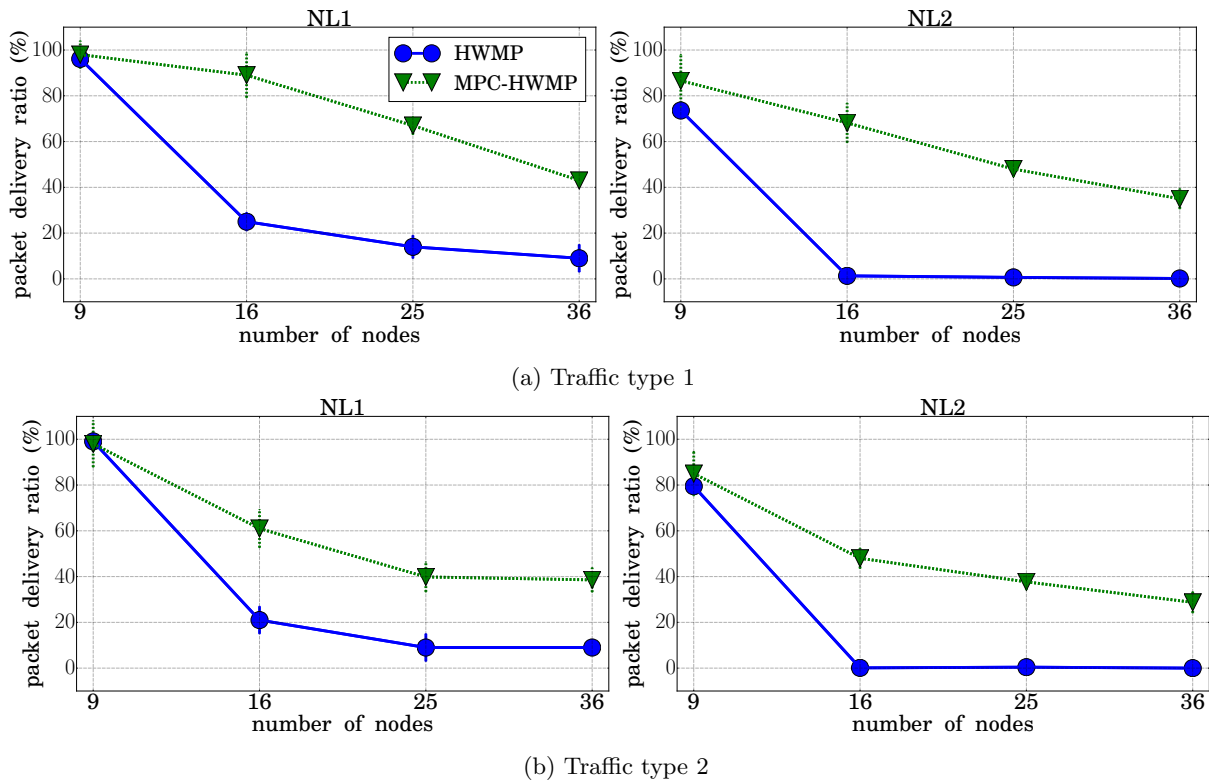 NL1
packet delivery ratio (%)
100
80
60
40
20
0
HWMP
MPC-HWMP
9 16 25 36
number of nodes
NL2
packet delivery ratio (%)
100
80
60
40
20
0
9 16 25 36
number of nodes
(a) Traffic type 1
NL1
packet delivery ratio (%)
100
80
60
40
20
0
9 16 25 36
number of nodes
NL2
packet delivery ratio (%)
100
80
60
40
20
0
9 16 25 36
number of nodes
(b) Traffic type 2